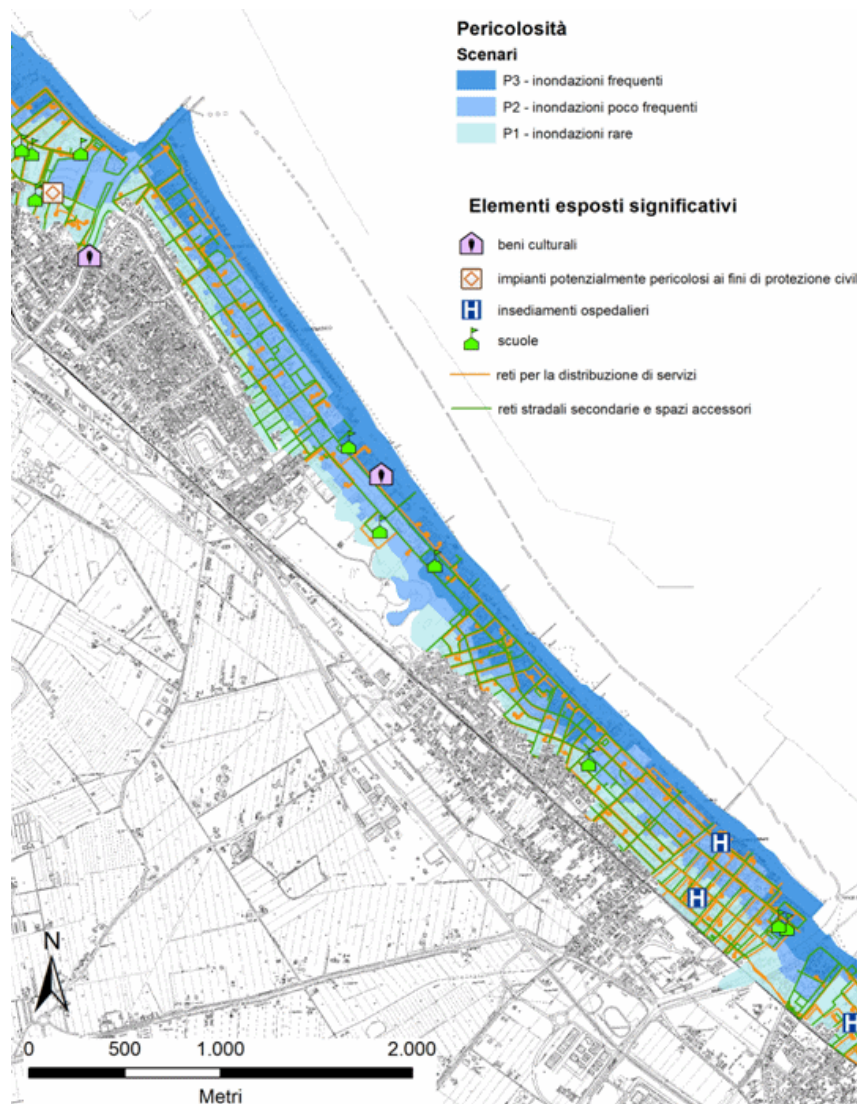 Pericolosità
Scenari
P3 - inondazioni frequenti
P2 - inondazioni poco frequenti
P1 - inondazioni rare
Elementi esposti significativi
beni culturali
impianti potenzialmente pericolosi ai fini di protezione civil
H insediamenti ospedalieri
scuole
reti per la distribuzione di servizi
reti stradali secondarie e spazi accessori
H
H
H
N
0 500 1.000 2.000
Metri